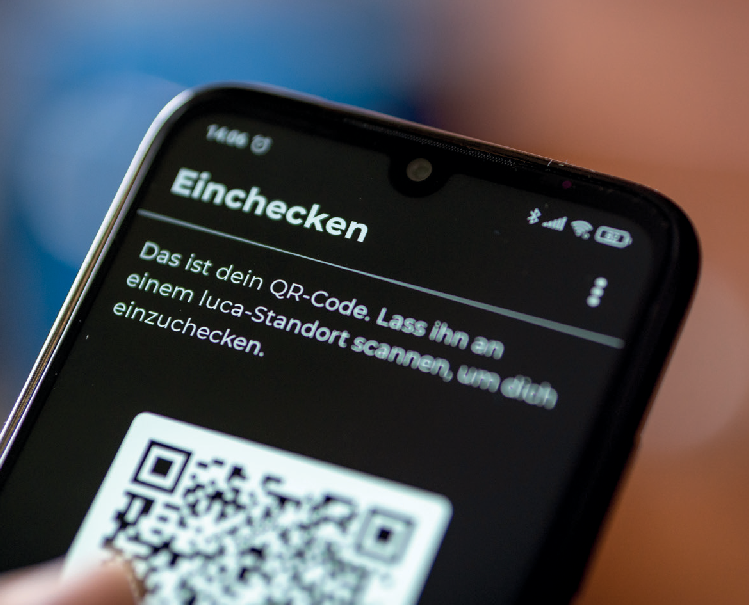 14:06
Einchecken
Das ist dein QR-Code. Lass ihn an
einem luca-Standort scannen, um dich
einzuchecken.